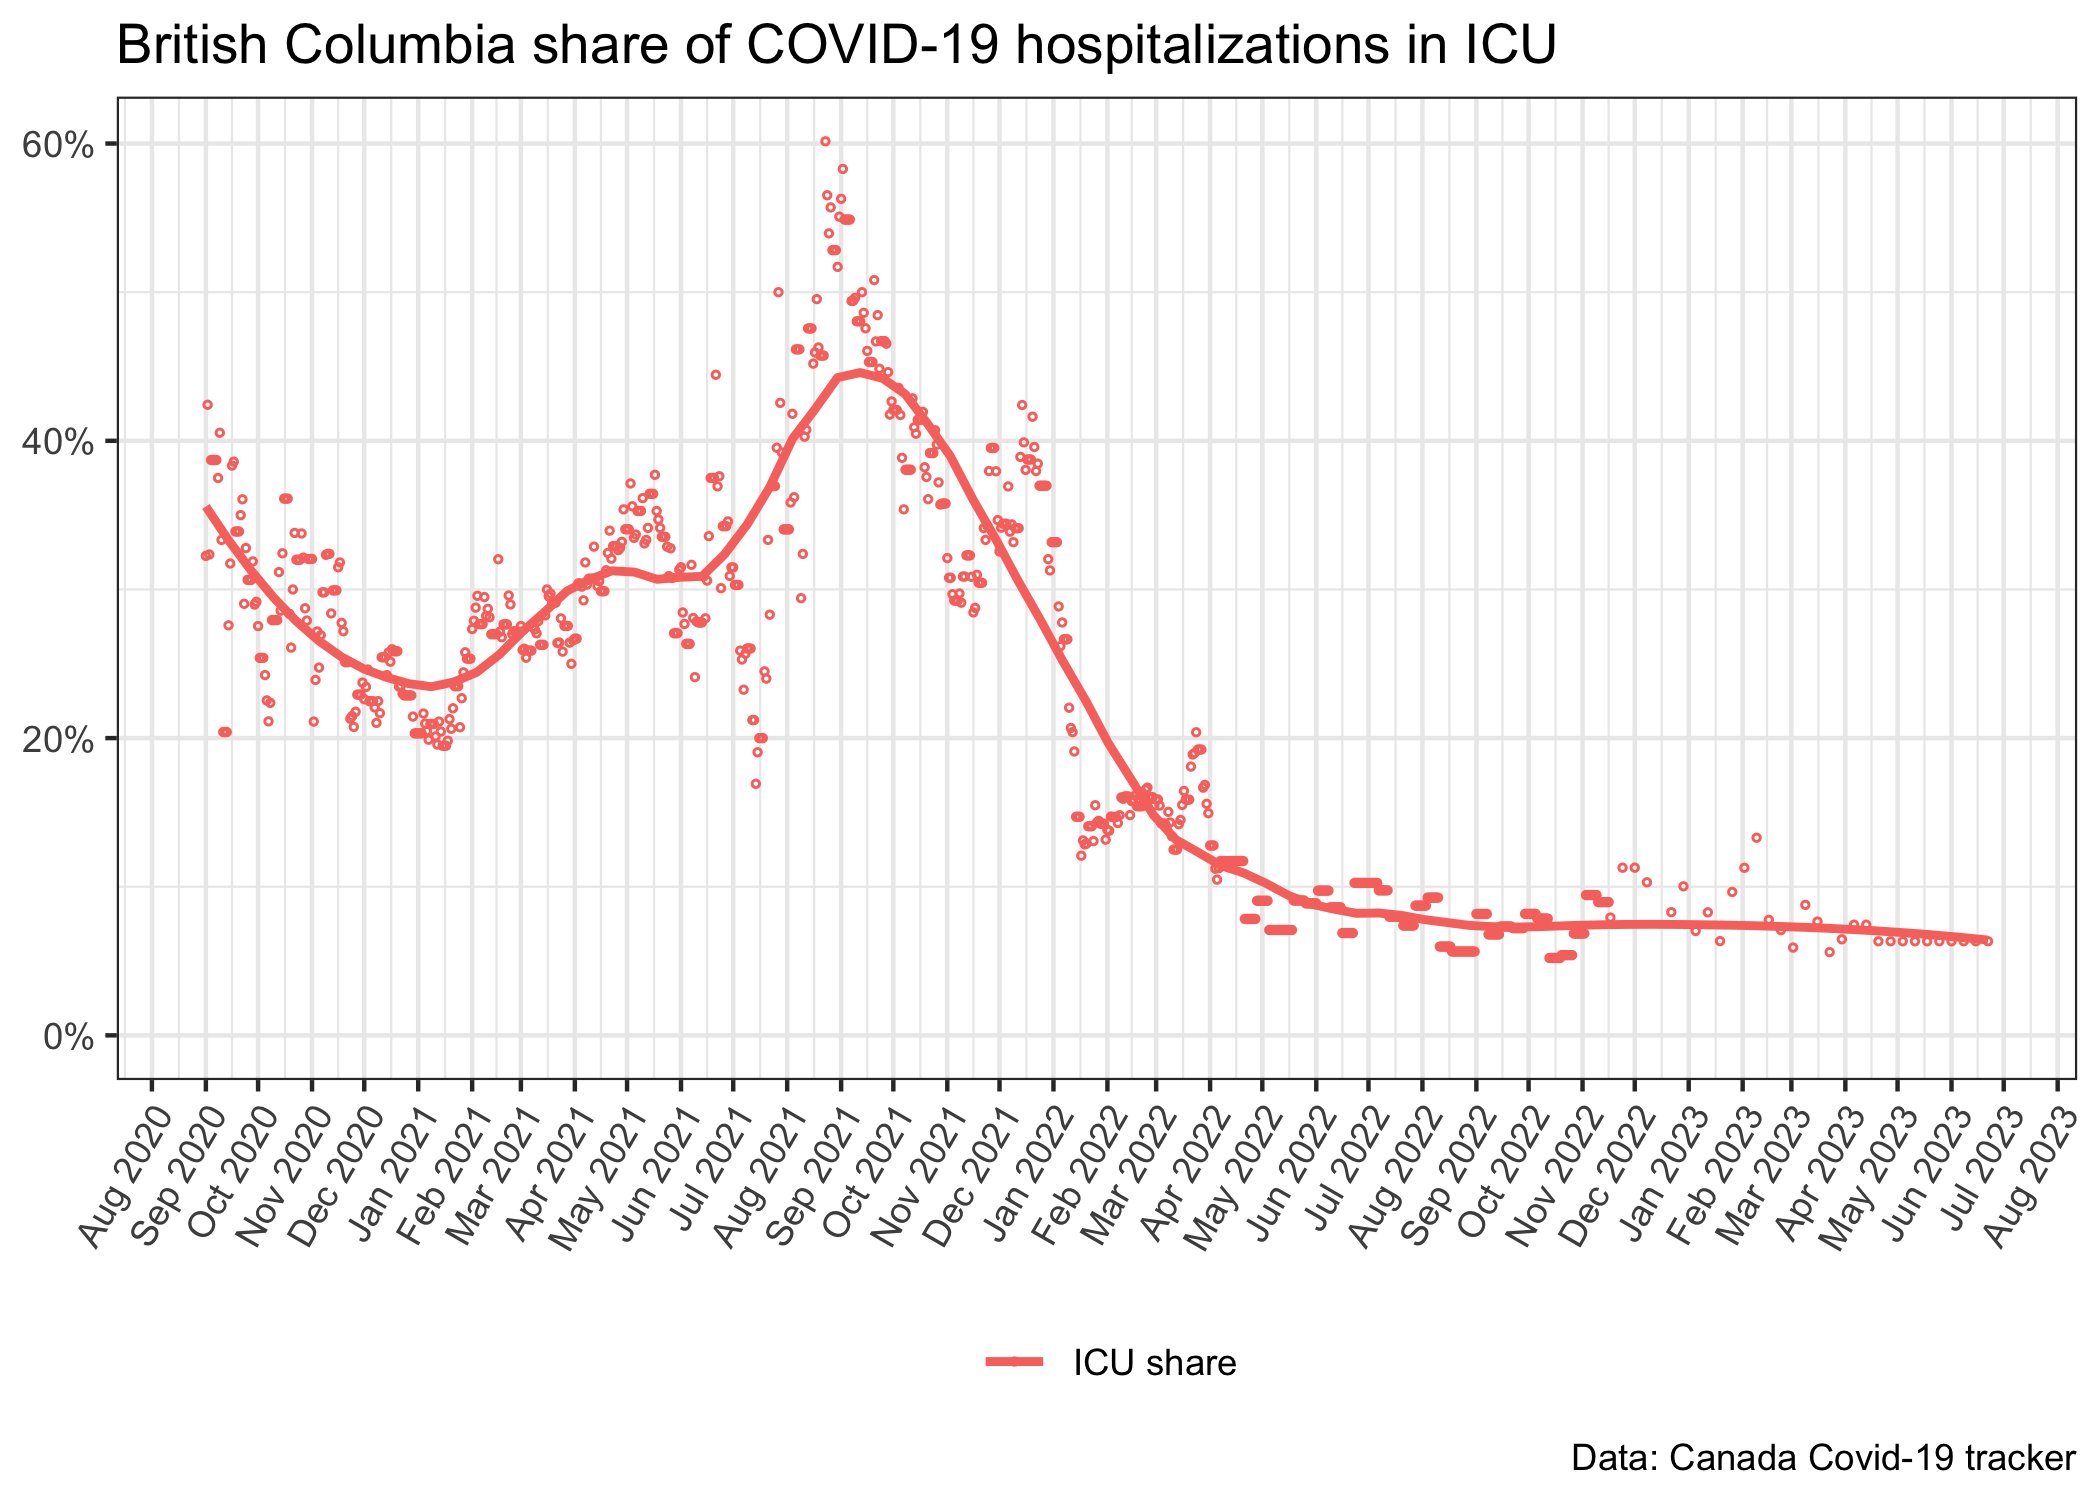 British Columbia share of COVID-19 hospitalizations in ICU
60%
40%
20%
0%
Aug 2020
Sep 2020
Oct 2020
Nov 2020
Dec 2020
Jan 2021
Feb 2021
Mar 2021
Apr 2021
May 2021
Jun 2021
Jul 2021
Aug 2021
Sep 2021
Oct 2021
Nov 2021
Dec 2021
Jan 2022
Feb 2022
Mar 2022
Apr 2022
May 2022
Jun 2022
Jul 2022
Aug 2022
Sep 2022
Oct 2022
Nov 2022
Dec 2022
Jan 2023
Feb 2023
Mar 2023
Apr 2023
May 2023
Jun 2023
Jul 2023
Aug 2023
ICU share
Data: Canada Covid-19 tracker